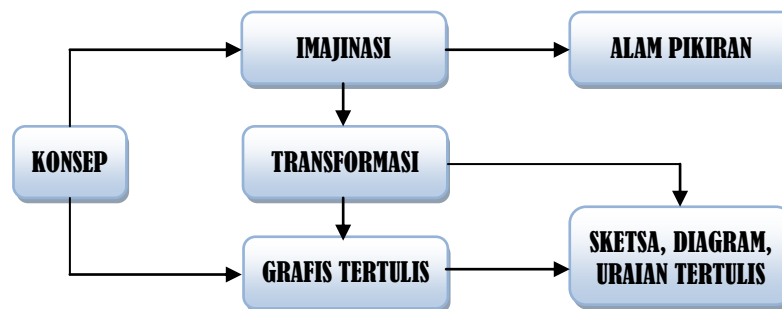 IMAJINASI
ALAM PIKIRAN
KONSEP
TRANSFORMASI
GRAFIS TERTULIS
SKETSA, DIAGRAM,
URAIAN TERTULIS